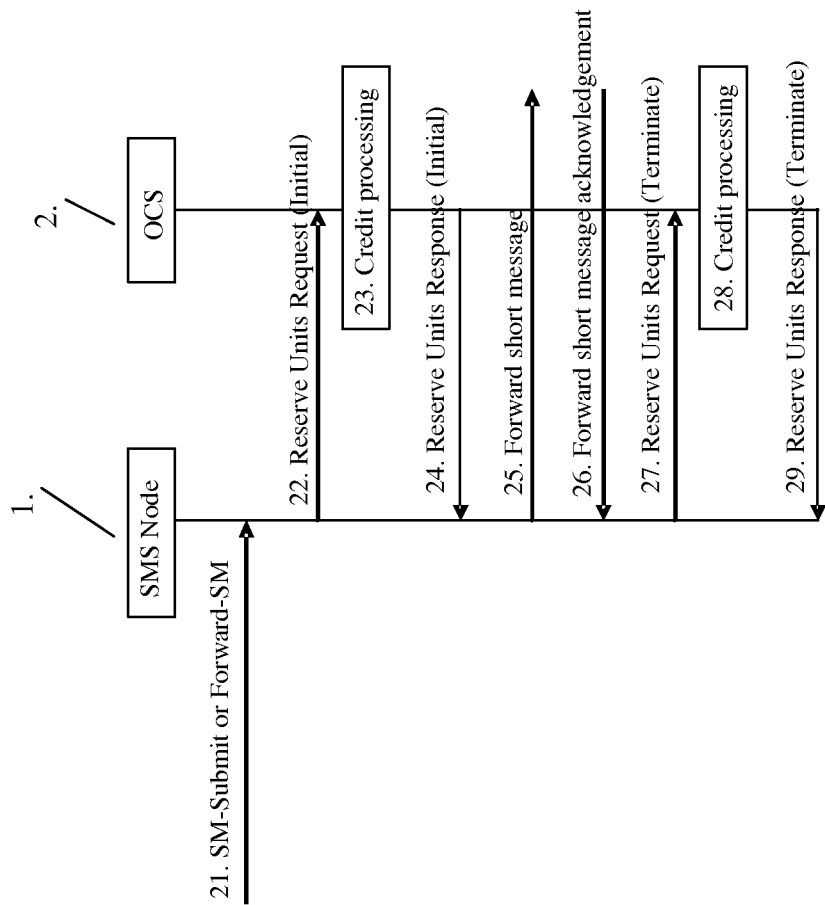 1.
2.
SMS Node
OCS
21. SM-Submit or Forward-SM
22. Reserve Units Request (Initial)
23. Credit processing
24. Reserve Units Response (Initial)
25. Forward short message
26. Forward short message acknowledgement
27. Reserve Units Request (Terminate)
28. Credit processing
29. Reserve Units Response (Terminate)